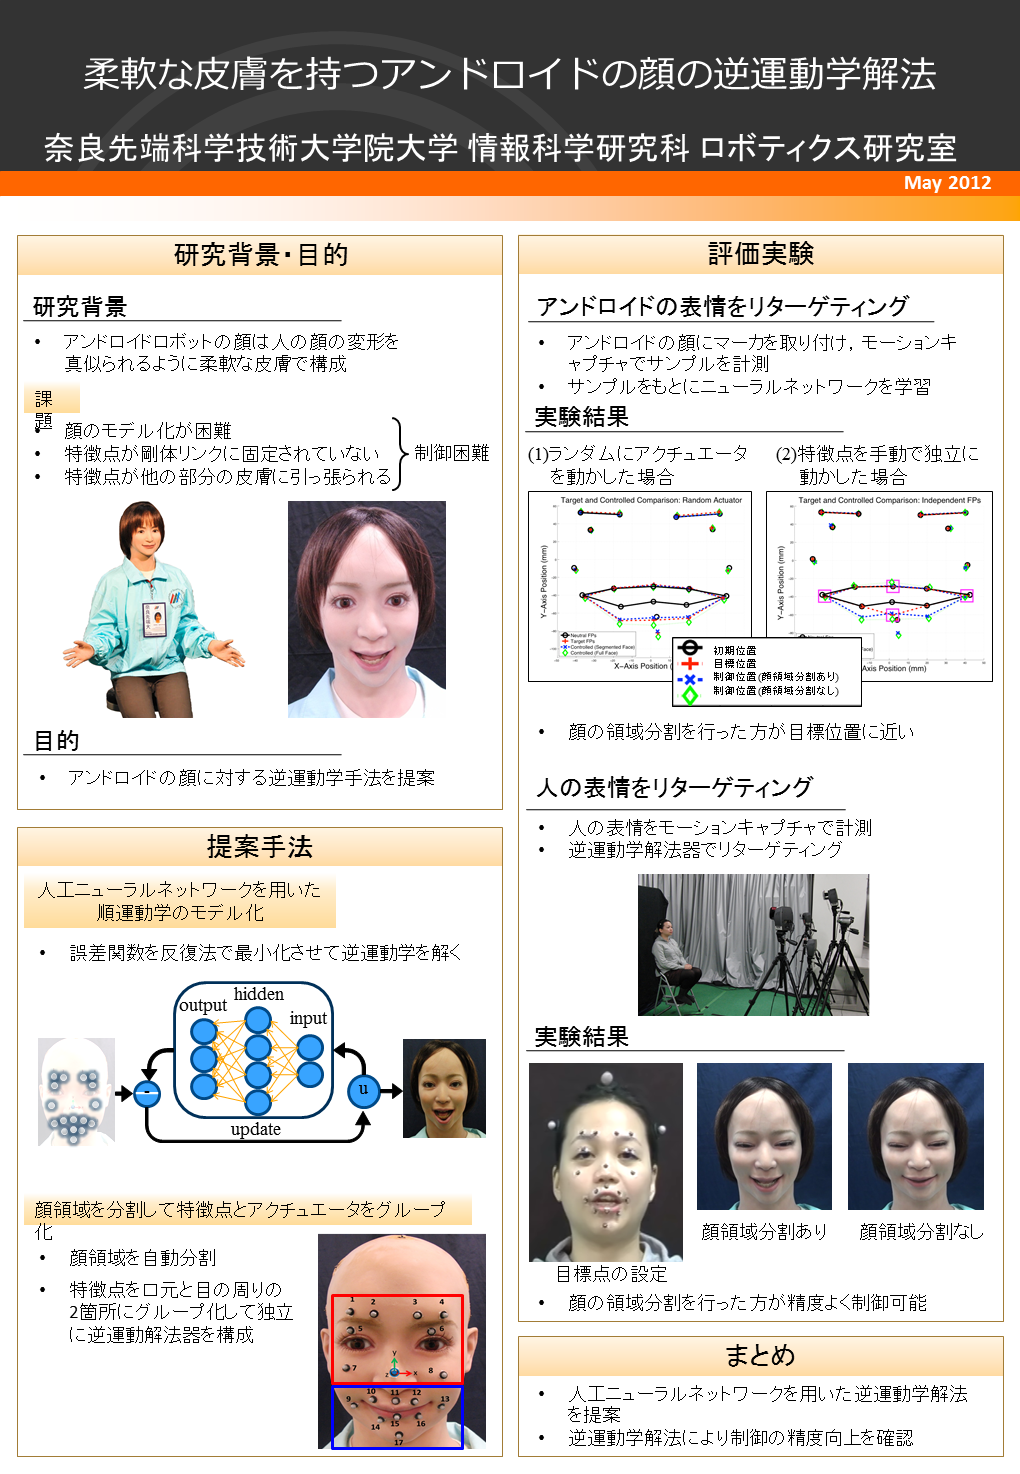 柔軟な皮膚を持つアンドロイドの顔の逆運動学解法
奈良先端科学技術大学院大学 情報科学研究科 ロボティクス研究室
May 2012
研究背景・目的
研究背景
• アンドロイドロボットの顔は人の顔の変形を
真似られるように柔軟な皮膚で構成
課
題
• 顔のモデル化が困難
• 特徴点が剛体リンクに固定されていない
• 特徴点が他の部分の皮膚に引っ張られる
制御困難
目的
• アンドロイドの顔に対する逆運動学手法を提案
提案手法
人工ニューラルネットワークを用いた
順運動学のモデル化
• 誤差関数を反復法で最小化させて逆運動学を解く
output
hidden
input
-
u
update
顔領域を分割して特徴点とアクチュエータをグループ
化
• 顔領域を自動分割
• 特徴点を口元と目の周りの
2箇所にグループ化して独立
に逆運動解法器を構成
1 2 3 4
5 6
Y
7 Z X 8
9 10 11 12 13
14 15 16
17
評価実験
アンドロイドの表情をリターゲティング
• アンドロイドの顔にマーカを取り付け，モーションキ
ャプチャでサンプルを計測
• サンプルをもとにニューラルネットワークを学習
実験結果
(1)ランダムにアクチュエータ
を動かした場合
(2)特徴点を手動で独立に
動かした場合
Target and Controlled Comparison: Random Actuator
Y-Axis Position (mm)
Neutral FPs
Target FPs
Controlled (Segmented Face)
Controlled (Full Face)
X-Axis Position (
Target and Controlled Comparison: Independent FPs
Y-Axis Position (mm)
Axis Position (mm)
初期位置
目標位置
制御位置(顔領域分割あり)
制御位置(顔領域分割なし)
• 顔の領域分割を行った方が目標位置に近い
人の表情をリターゲティング
• 人の表情をモーションキャプチャで計測
• 逆運動学解法器でリターゲティング
実験結果
顔領域分割あり
顔領域分割なし
目標点の設定
• 顔の領域分割を行った方が精度よく制御可能
まとめ
• 人工ニューラルネットワークを用いた逆運動学解法
を提案
• 逆運動学解法により制御の精度向上を確認